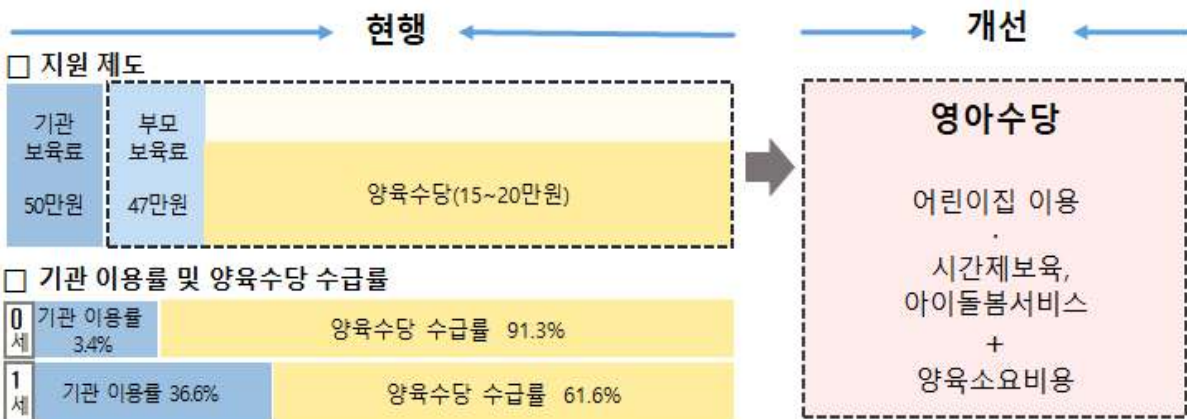 현행
개선
□ 지원 제도
기관
보육료
50만원
부모
보육료
47만원
양육수당(15~20만원)
□ 기관 이용률 및 양육수당 수급률
0
세
기관 이용률
3.4%
양육수당 수급률 91.3%
1
세
기관 이용률 36.6%
양육수당 수급률 61.6%
영아수당
어린이집 이용
·
시간제보육,
아이돌봄서비스
+
양육소요비용